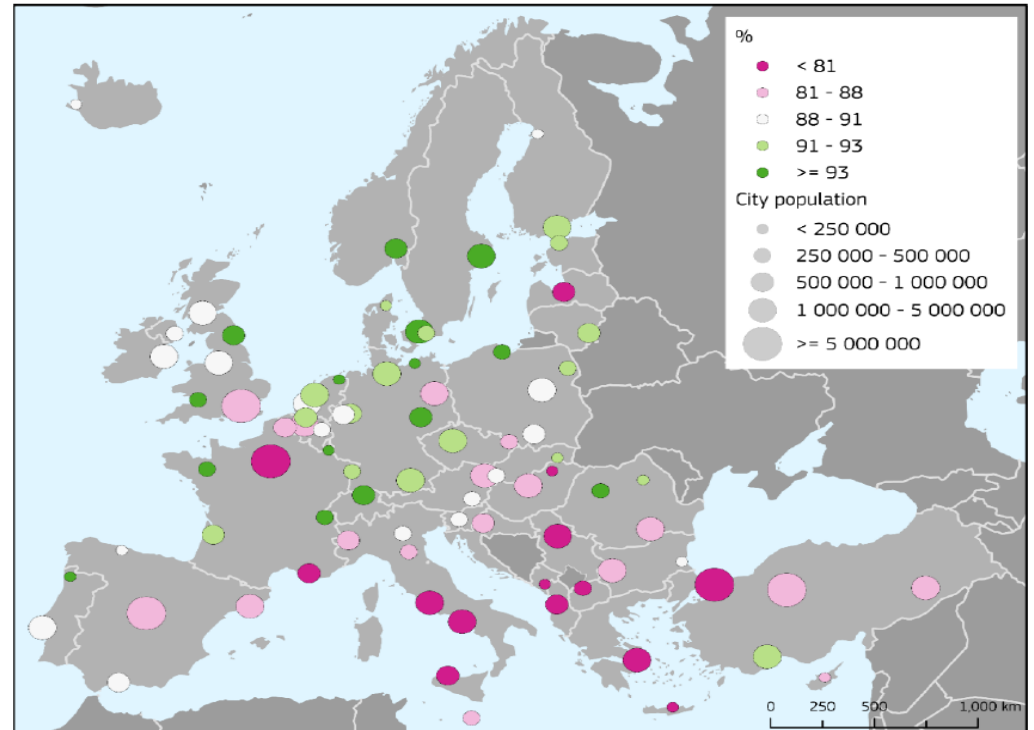 %
< 81
81 - 88
88 - 91
91 - 93
>= 93
City population
< 250 000
250 000 - 500 000
500 000 - 1 000 000
1 000 000 - 5 000 000
>= 5 000 000
0 250 500 1,000 km